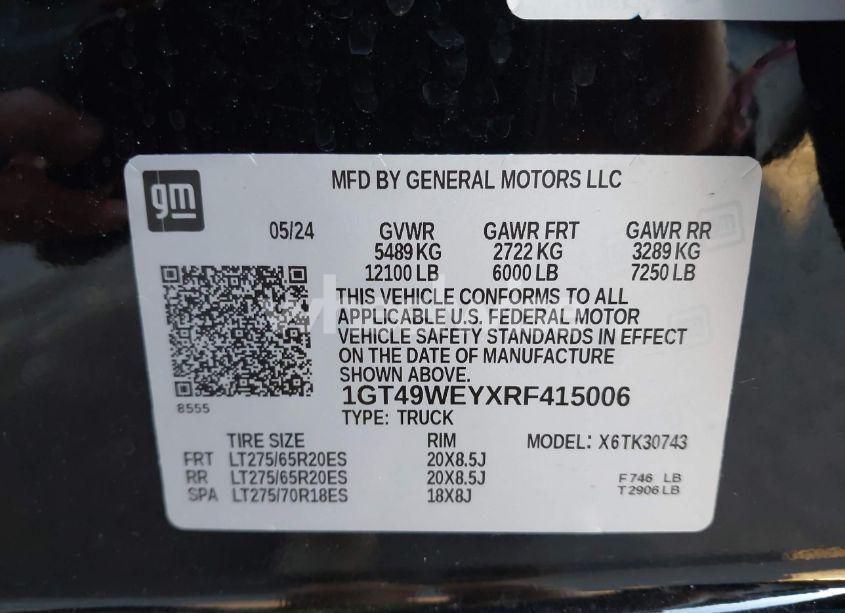 gm
MFD BY GENERAL MOTORS LLC
05/24 GVWR GAWR FRT GAWR RR
5489 KG 2722 KG 3289 KG
12100 LB 6000 LB 7250 LB
THIS VEHICLE CONFORMS TO ALL
APPLICABLE U.S. FEDERAL MOTOR
VEHICLE SAFETY STANDARDS IN EFFECT
ON THE DATE OF MANUFACTURE
SHOWN ABOVE.
8555
1GT49WEYXRF415006
TYPE: TRUCK
TIRE SIZE RIM MODEL: X6TK30743
FRT LT275/65R20ES 20X8.5J
RR LT275/65R20ES 20X8.5J F746 LB
SPA LT275/70R18ES 18X8J T2906LB